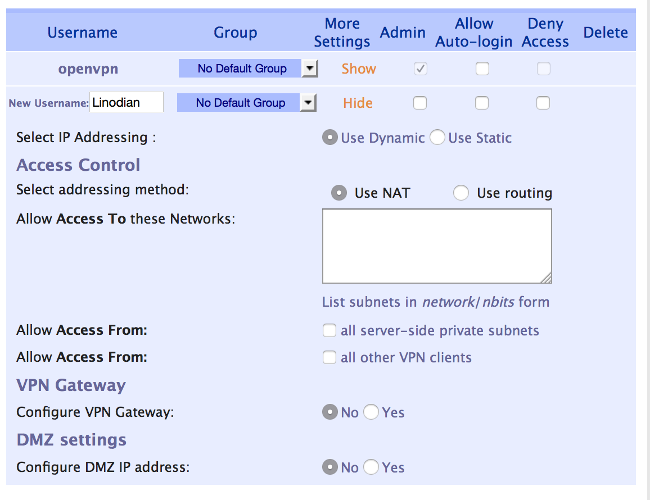 Username Group More Settings Admin Allow Auto-login Deny Access Delete
openvpn No Default Group Show
New Username: Linodian No Default Group Hide
Select IP Addressing : Use Dynamic Use Static
Access Control
Select addressing method: Use NAT Use routing
Allow Access To these Networks:
List subnets in network/nbits form
Allow Access From: all server-side private subnets
Allow Access From: all other VPN clients
VPN Gateway
Configure VPN Gateway: No Yes
DMZ settings
Configure DMZ IP address: No Yes